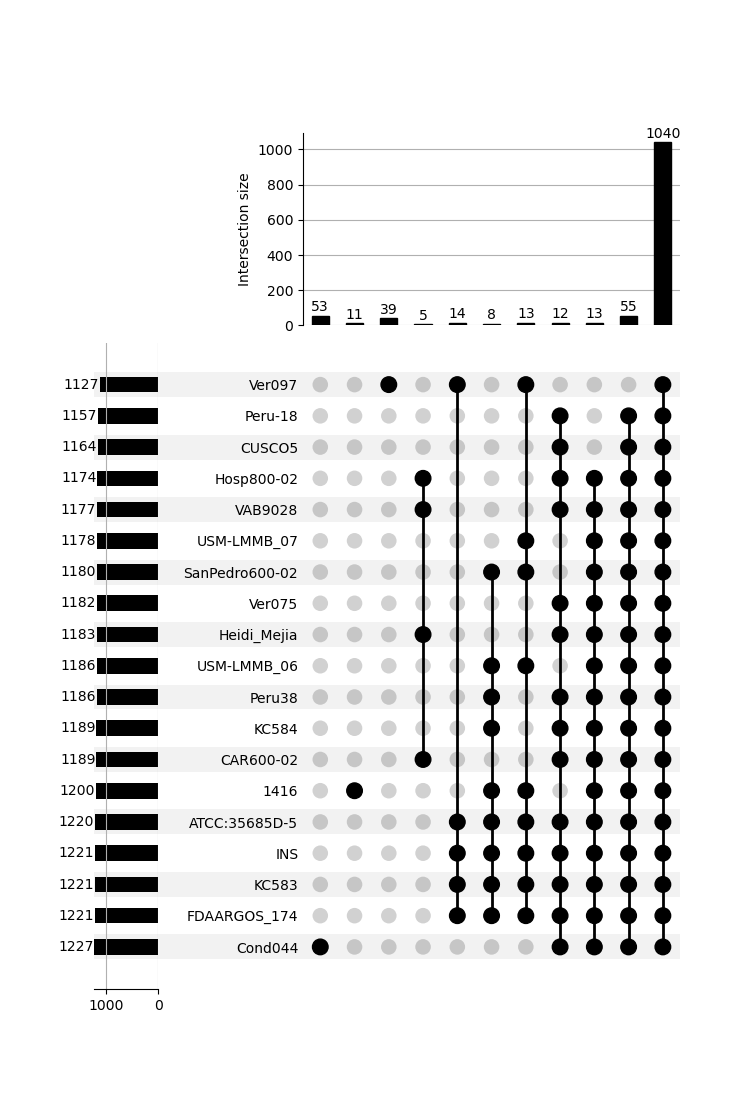 1040
1000
800
600
400
200
0
Intersection size
53 11 39 5 14 8 13 12 13 55
1127 Ver097
1157 Peru-18
1164 CUSCO5
1174 Hosp800-02
1177 VAB9028
1178 USM-LMMB_07
1180 SanPedro600-02
1182 Ver075
1183 Heidi_Mejia
1186 USM-LMMB_06
1186 Peru38
1189 KC584
1189 CAR600-02
1200 1416
1220 ATCC:35685D-5
1221 INS
1221 KC583
1221 FDAARGOS_174
1227 Cond044
1000 0